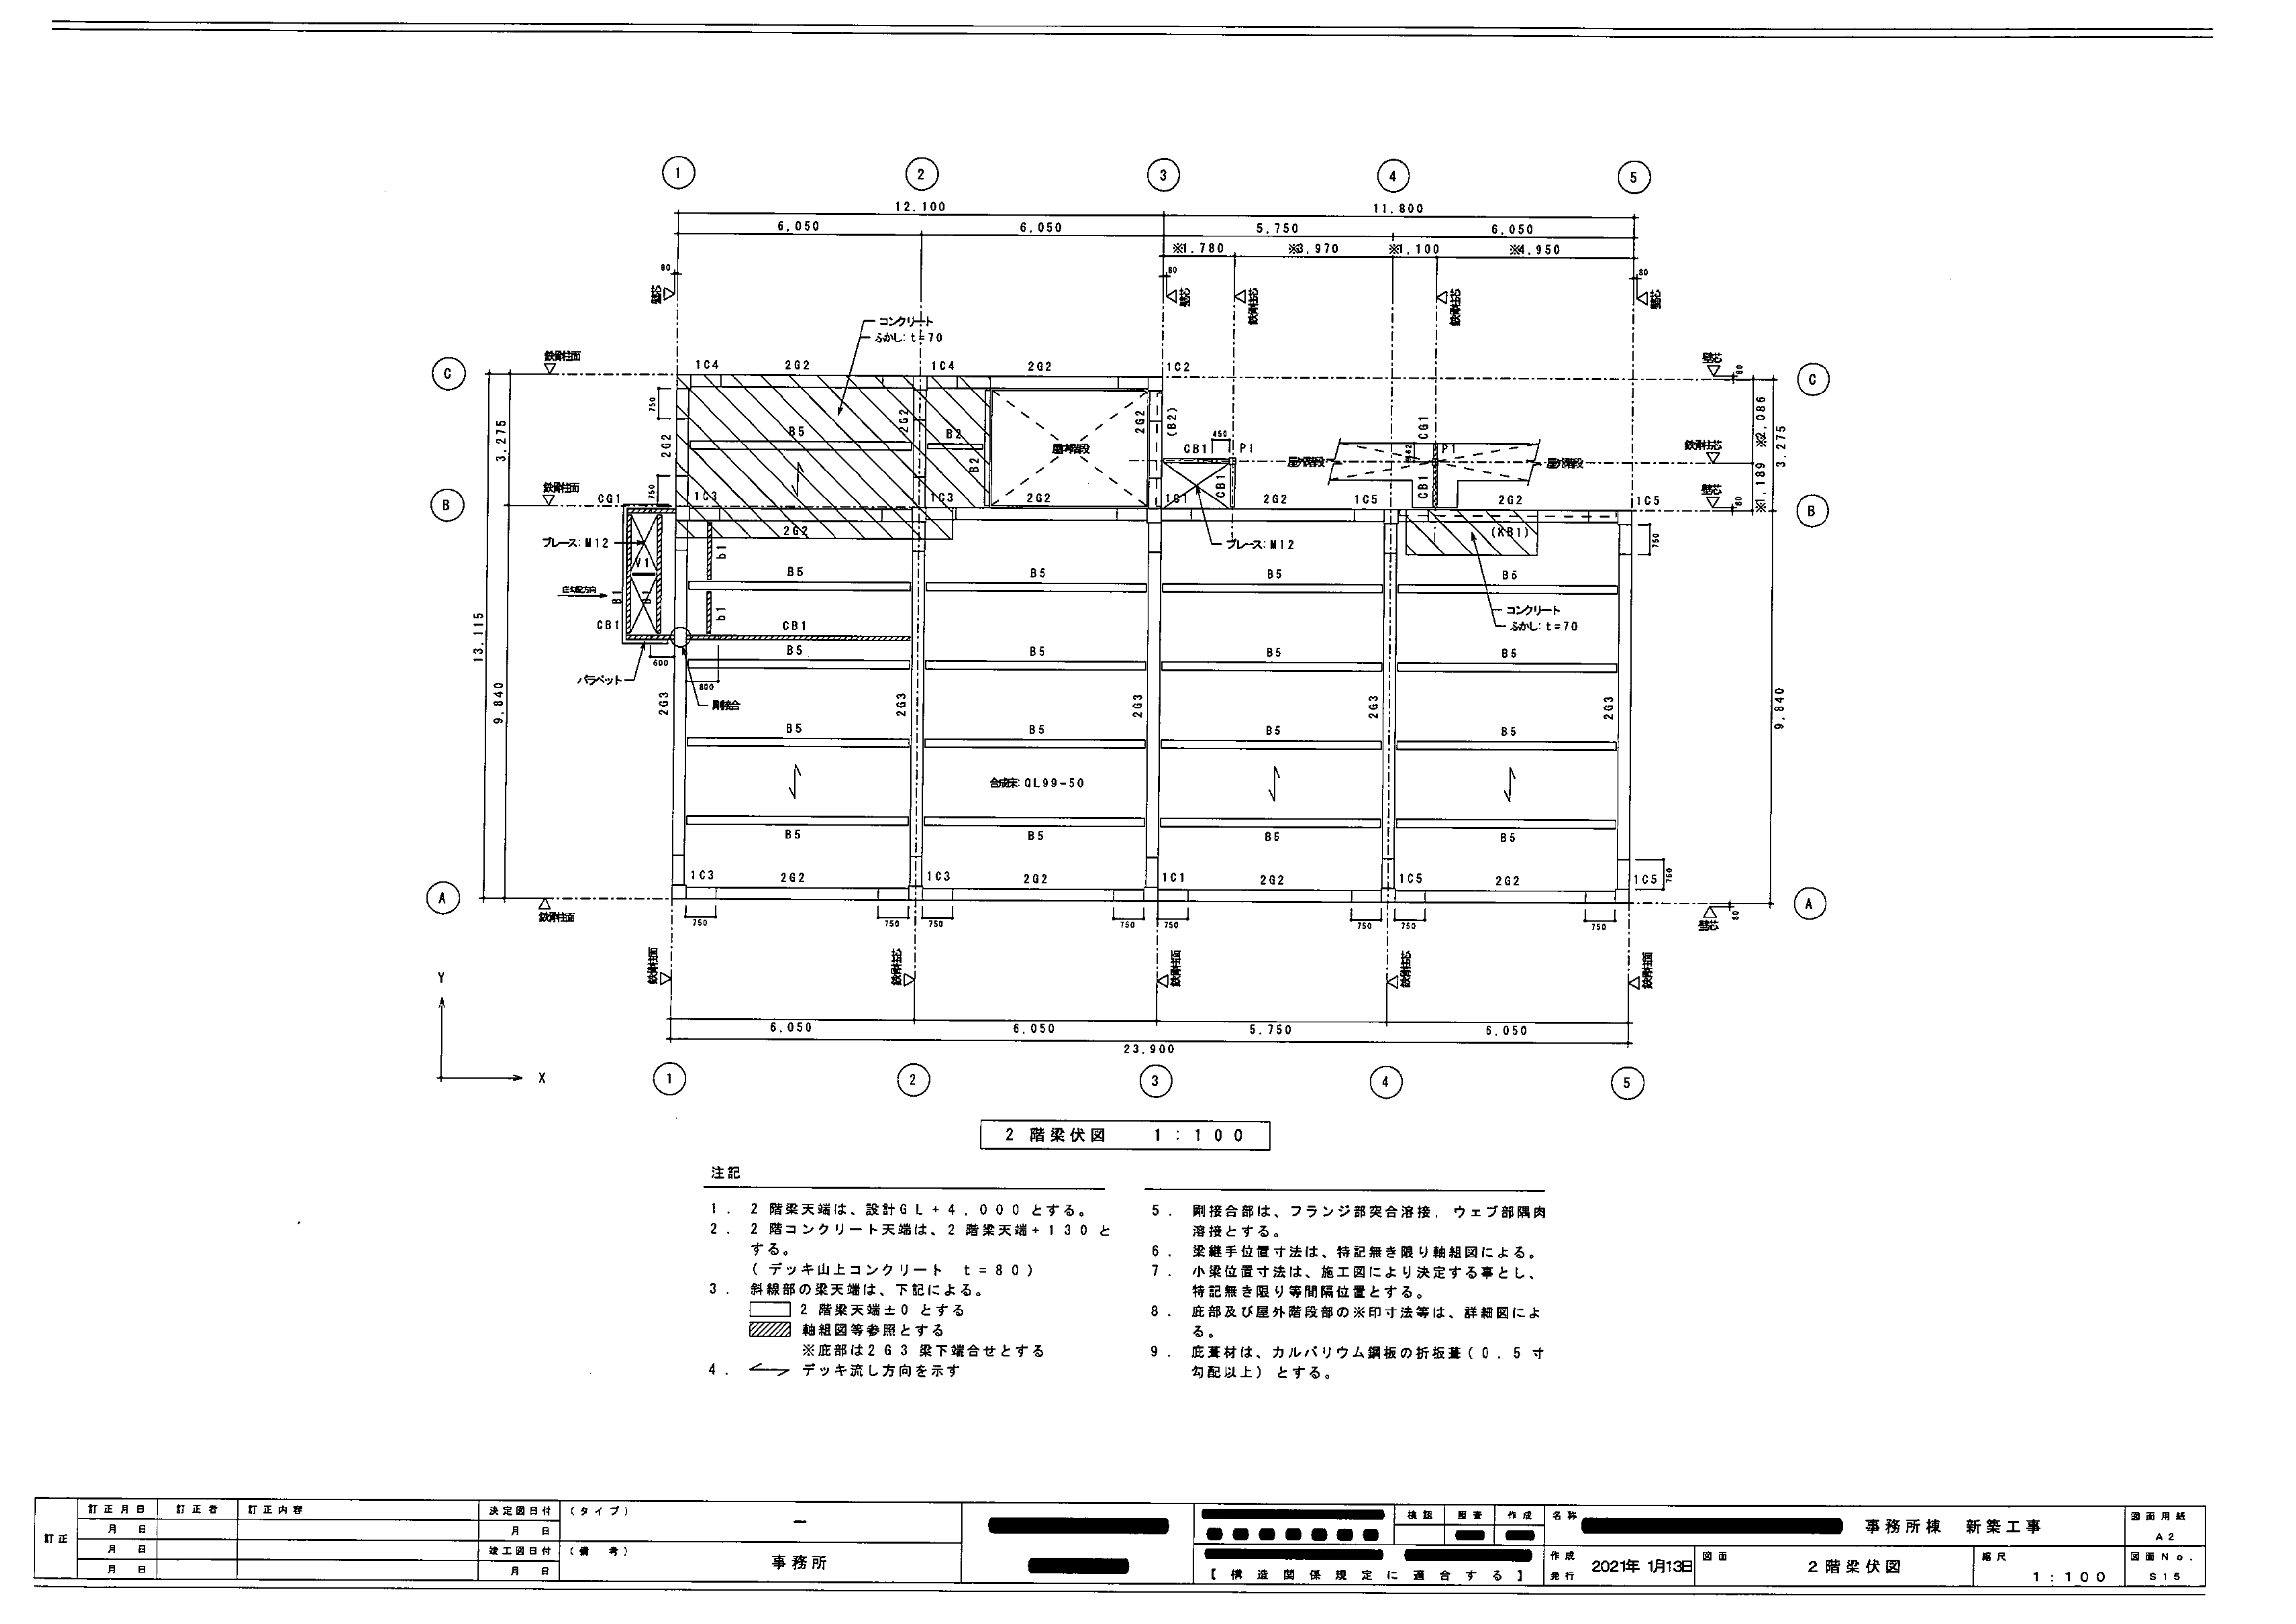 1 2 3 4 5
12.100 11.800
6,050 6,050 5.750 6,050
※1.780 ※3,970 ※1,100 ※4,950
80 80 80
壁芯 壁芯 鉄骨柱芯 鉄骨柱芯 壁芯
コンクリート
ふかし:t=70
鉄骨柱面 壁芯 80
C 1C4 2G2 1C4 2G2 1C2 C
750 2G2 2G2 (B2) CG1
3,275 2G2 B5 B2 B2 屋内階段 450 CB1 P1 P1 鉄骨柱芯 ※2,086 3,275
屋外階段 屋外階段
750 CB1 CB1 ※1,189
鉄骨柱面 CG1 1C3 1C3 2G2 1C1 2G2 1C5 2G2 1C5 壁芯 80
B B
2G2 (KB1) 750
ブレース:M12 b1 ブレース:M12
V1 B5 B5 B5 B5
庇勾配方向 B1 B1 b1 コンクリート
CB1 CB1 ふかし:t=70
B5 B5 B5 B5
600
パラペット 800
13,115 9,840 2G3 剛接合 2G3 2G3 2G3 2G3 9,840
B5 B5 B5 B5
合成床:QL99-50
B5 B5 B5 B5
1C3 2G2 1C3 2G2 1C1 2G2 1C5 2G2 1C5 750
A A
鉄骨柱面 750 750 750 750 750 750 750 750 壁芯 80
鉄骨柱面 鉄骨柱芯 鉄骨柱面 鉄骨柱芯 鉄骨柱面
Y
X
6,050 6,050 5.750 6,050
23.900
1 2 3 4 5
2階梁伏図 1:100
注記
1. 2階梁天端は、設計GL+4,000とする。
2. 2階コンクリート天端は、2階梁天端+130と
する。
(デッキ山上コンクリート t=80)
3. 斜線部の梁天端は、下記による。
2階梁天端±0とする
軸組図等参照とする
※庇部は2G3梁下端合せとする
4. デッキ流し方向を示す
5. 剛接合部は、フランジ部突合溶接、ウェブ部隅肉
溶接とする。
6. 梁継手位置寸法は、特記無き限り軸組図による。
7. 小梁位置寸法は、施工図により決定する事とし、
特記無き限り等間隔位置とする。
8. 庇部及び屋外階段部の※印寸法等は、詳細図によ
る。
9. 庇葺材は、カルバリウム鋼板の折板葺(0.5寸
勾配以上)とする。
訂正 訂正月日 訂正者 訂正内容 決定図日付 (タイプ) ー 検認 照査 作成 名称 事務所棟 新築工事 図面用紙
月 日 月 日 A2
月 日 竣工図日付 (備 考) 事務所 作成 2021年 1月13日 図面 2階梁伏図 縮尺 図面No.
月 日 月 日 【構造関係規定に適合する】 発行 1:100 S15